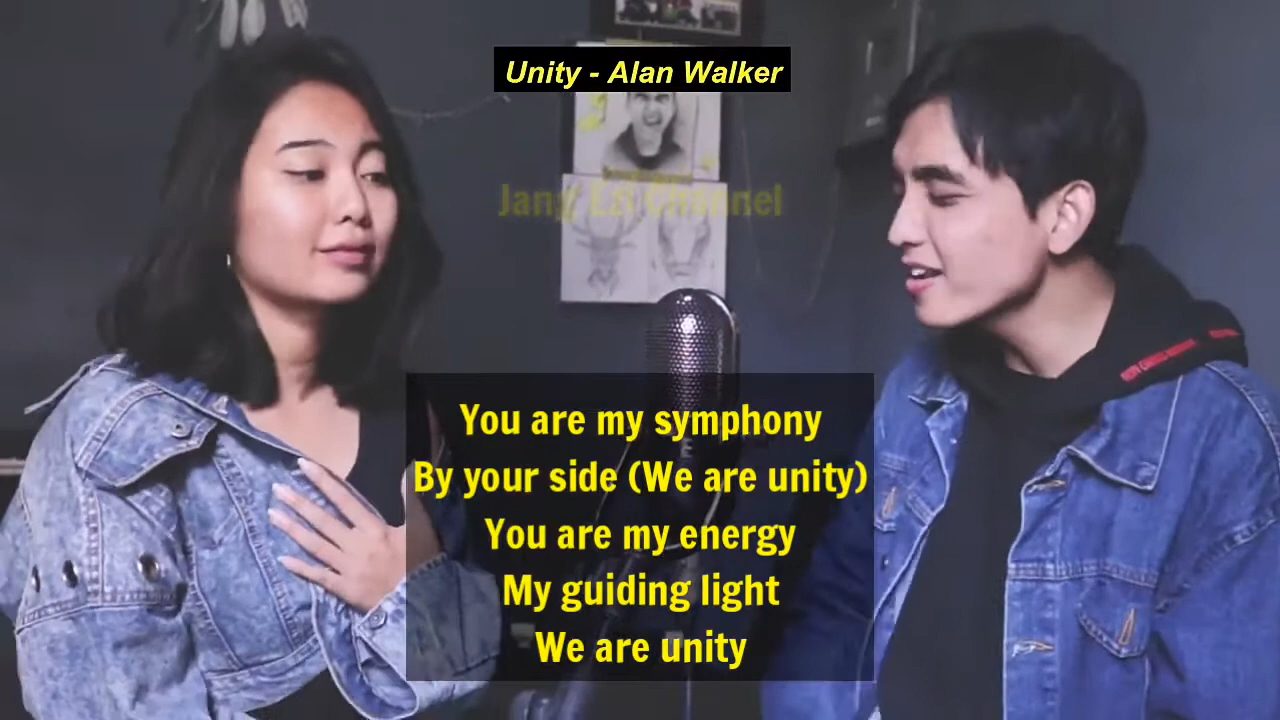 Unity - Alan Walker
You are my symphony
By your side (We are unity)
You are my energy
My guiding light
We are unity